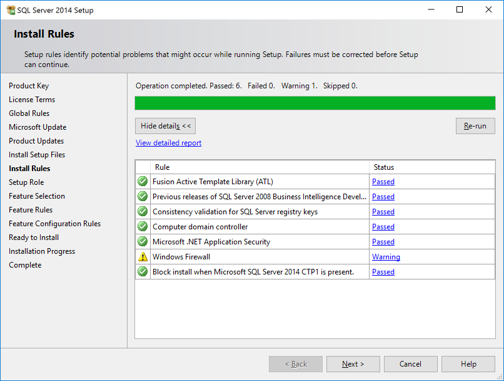 SQL Server 2014 Setup
Install Rules
Setup rules identify potential problems that might occur while running Setup. Failures must be corrected before Setup
can continue.
Product Key
License Terms
Global Rules
Microsoft Update
Product Updates
Install Setup Files
Install Rules
Setup Role
Feature Selection
Feature Rules
Feature Configuration Rules
Ready to Install
Installation Progress
Complete
Operation completed. Passed: 6. Failed 0. Warning 1. Skipped 0.
Hide details <<
Re-run
View detailed report
Rule Status
Fusion Active Template Library (ATL) Passed
Previous releases of SQL Server 2008 Business Intelligence Devel... Passed
Consistency validation for SQL Server registry keys Passed
Computer domain controller Passed
Microsoft .NET Application Security Passed
Windows Firewall Warning
Block install when Microsoft SQL Server 2014 CTP1 is present. Passed
< Back Next > Cancel Help